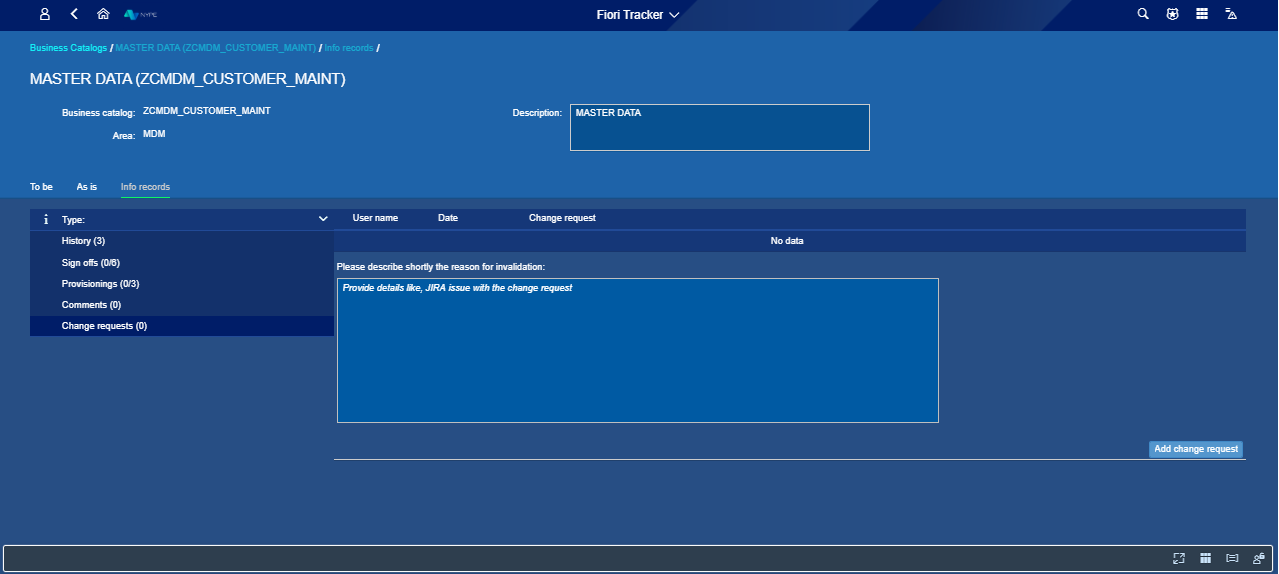 NYPE
Fiori Tracker
Business Catalogs / MASTER DATA (ZCMDM_CUSTOMER_MAINT) / Info records /
MASTER DATA (ZCMDM_CUSTOMER_MAINT)
Business catalog: ZCMDM_CUSTOMER_MAINT
Description: MASTER DATA
Area: MDM
To be As is Info records
Type:
User name Date Change request
History (3)
No data
Sign offs (0/6)
Provisionings (0/3)
Comments (0)
Change requests (0)
Please describe shortly the reason for invalidation:
Provide details like, JIRA issue with the change request
Add change request